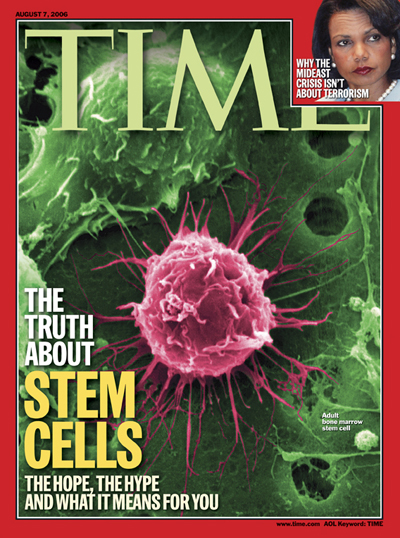 AUGUST 7, 2006
TIME
WHY THE
MIDEAST
CRISIS ISN'T
ABOUT TERRORISM
THE
TRUTH
ABOUT
STEM
CELLS
THE HOPE, THE HYPE
AND WHAT IT MEANS FOR YOU
Adult
bone marrow
stem cell
www.time.com AOL Keyword: TIME